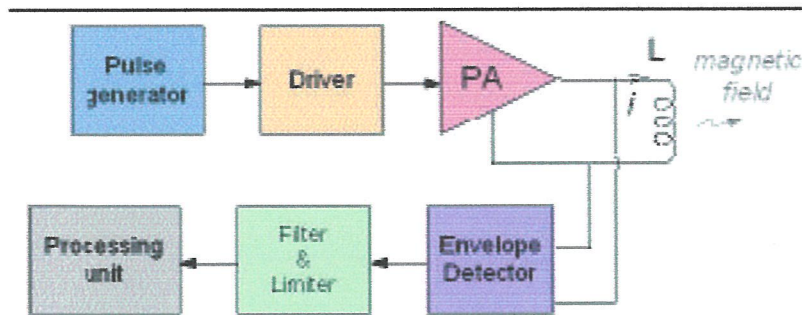 Pulse
generator
Driver
PA
L
i
magnetic
field
Processing
unit
Filter
&
Limiter
Envelope
Detector